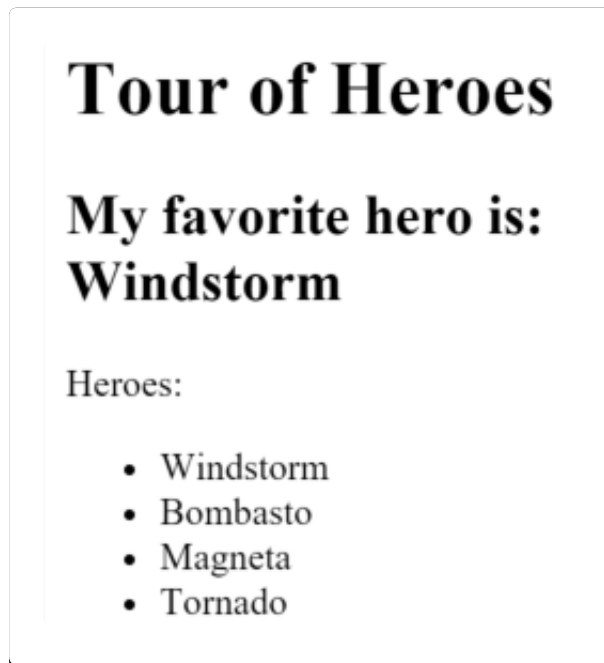 Tour of Heroes
My favorite hero is:
Windstorm
Heroes:
• Windstorm
• Bombasto
• Magneta
• Tornado